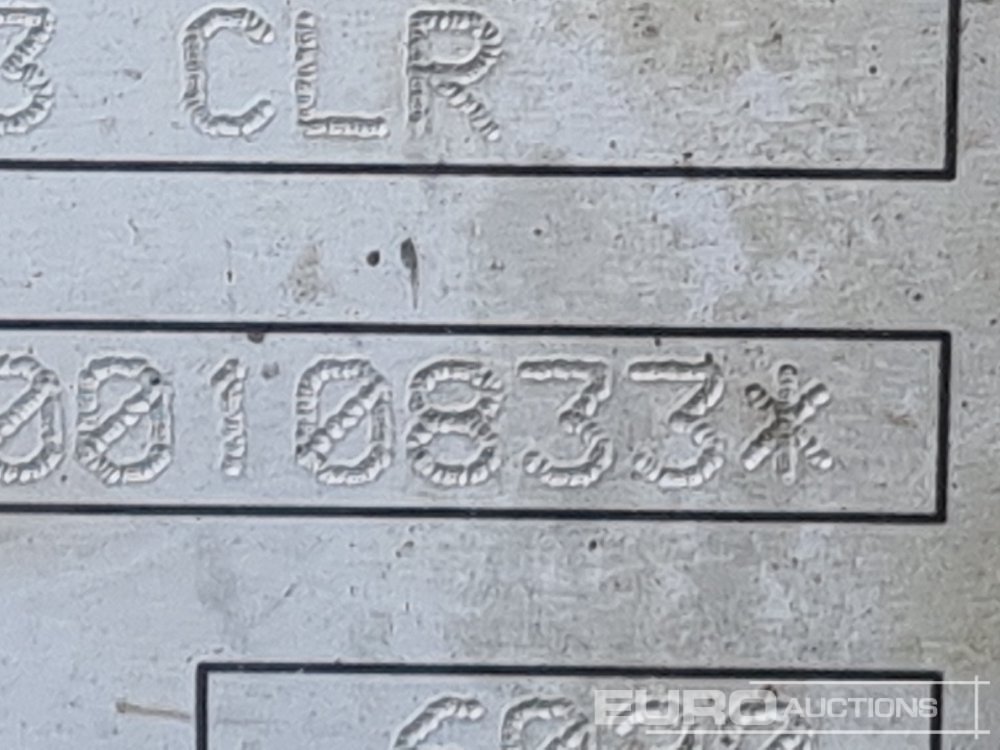 3 CLR
0010833*
EURO AUCTIONS